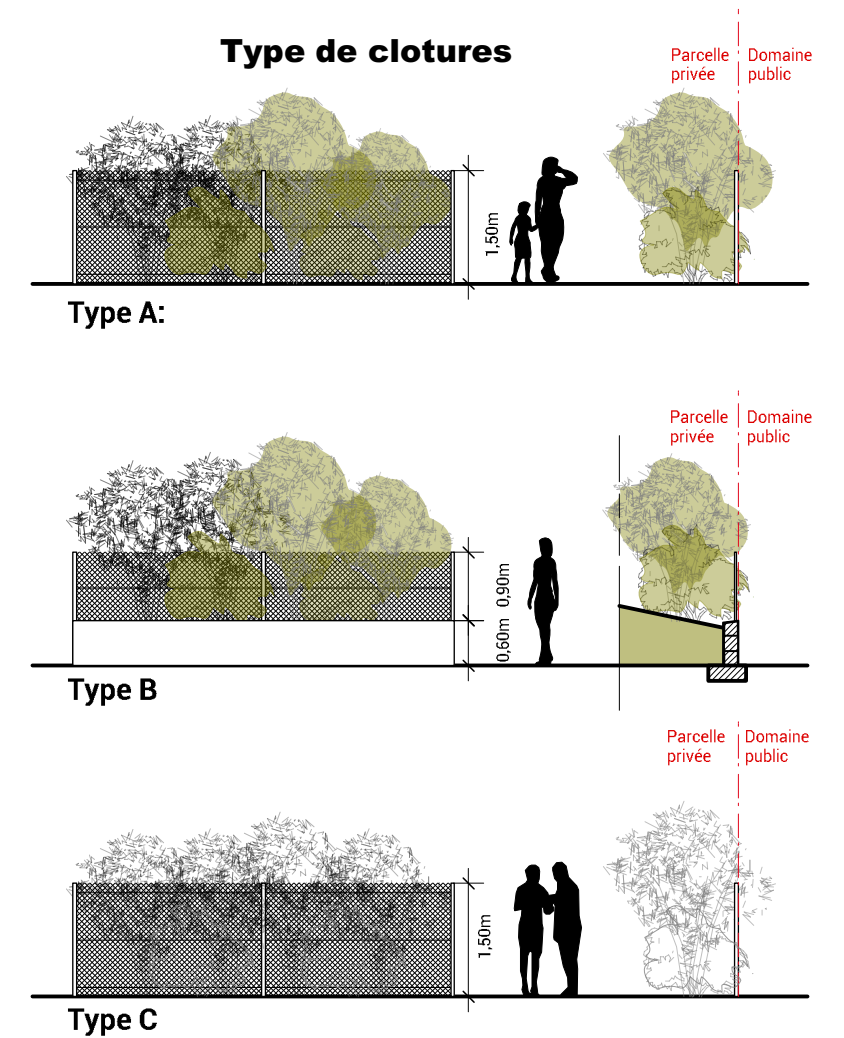 Type de clotures
Parcelle
privée
Domaine
public
1,50m
Type A:
Parcelle
privée
Domaine
public
0,90m
0,60m
Type B
Parcelle
privée
Domaine
public
1,50m
Type C